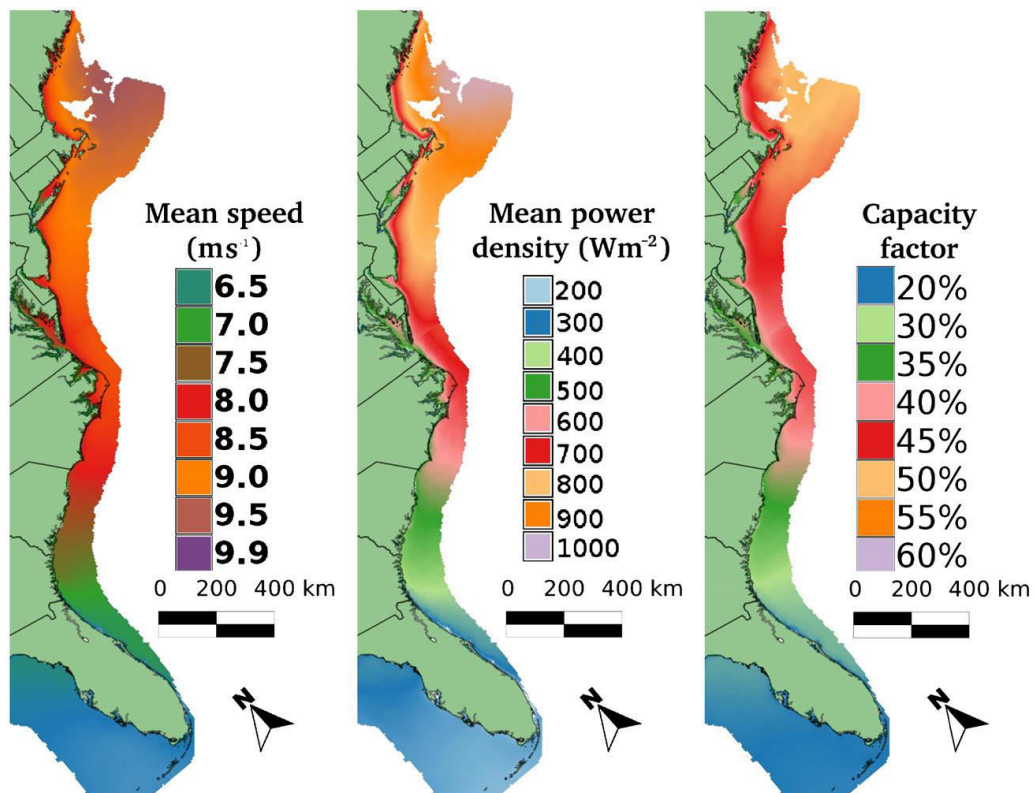 Mean speed
(ms⁻¹)
6.5
7.0
7.5
8.0
8.5
9.0
9.5
9.9
0 200 400 km
N
Mean power
density (Wm⁻²)
200
300
400
500
600
700
800
900
1000
0 200 400 km
N
Capacity
factor
20%
30%
35%
40%
45%
50%
55%
60%
0 200 400 km
N